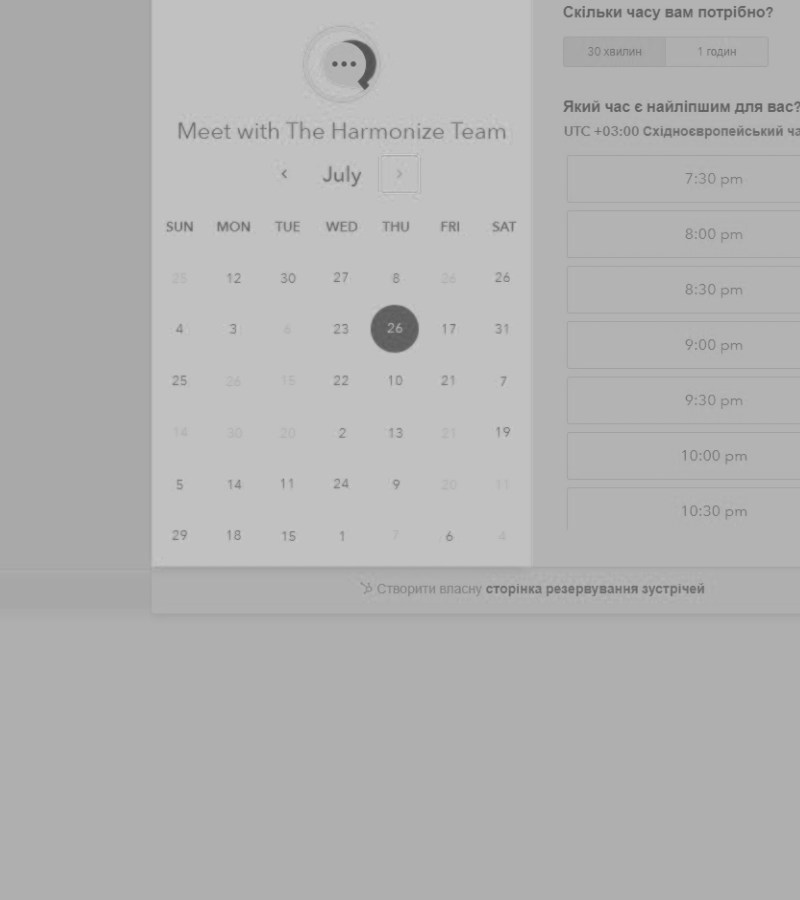 Meet with The Harmonize Team
‹ July ›
SUN MON TUE WED THU FRI SAT
25 12 30 27 8 26 26
4 3 6 23 26 17 31
25 26 15 22 10 21 7
14 30 20 2 13 21 19
5 14 11 24 9 20 11
29 18 15 1 7 6 4
Скільки часу вам потрібно?
30 хвилин 1 годин
Який час є найліпшим для вас?
UTC +03:00 Східноєвропейський
7:30 pm
8:00 pm
8:30 pm
9:00 pm
9:30 pm
10:00 pm
10:30 pm
Створити власну сторінка резервування зустрічей